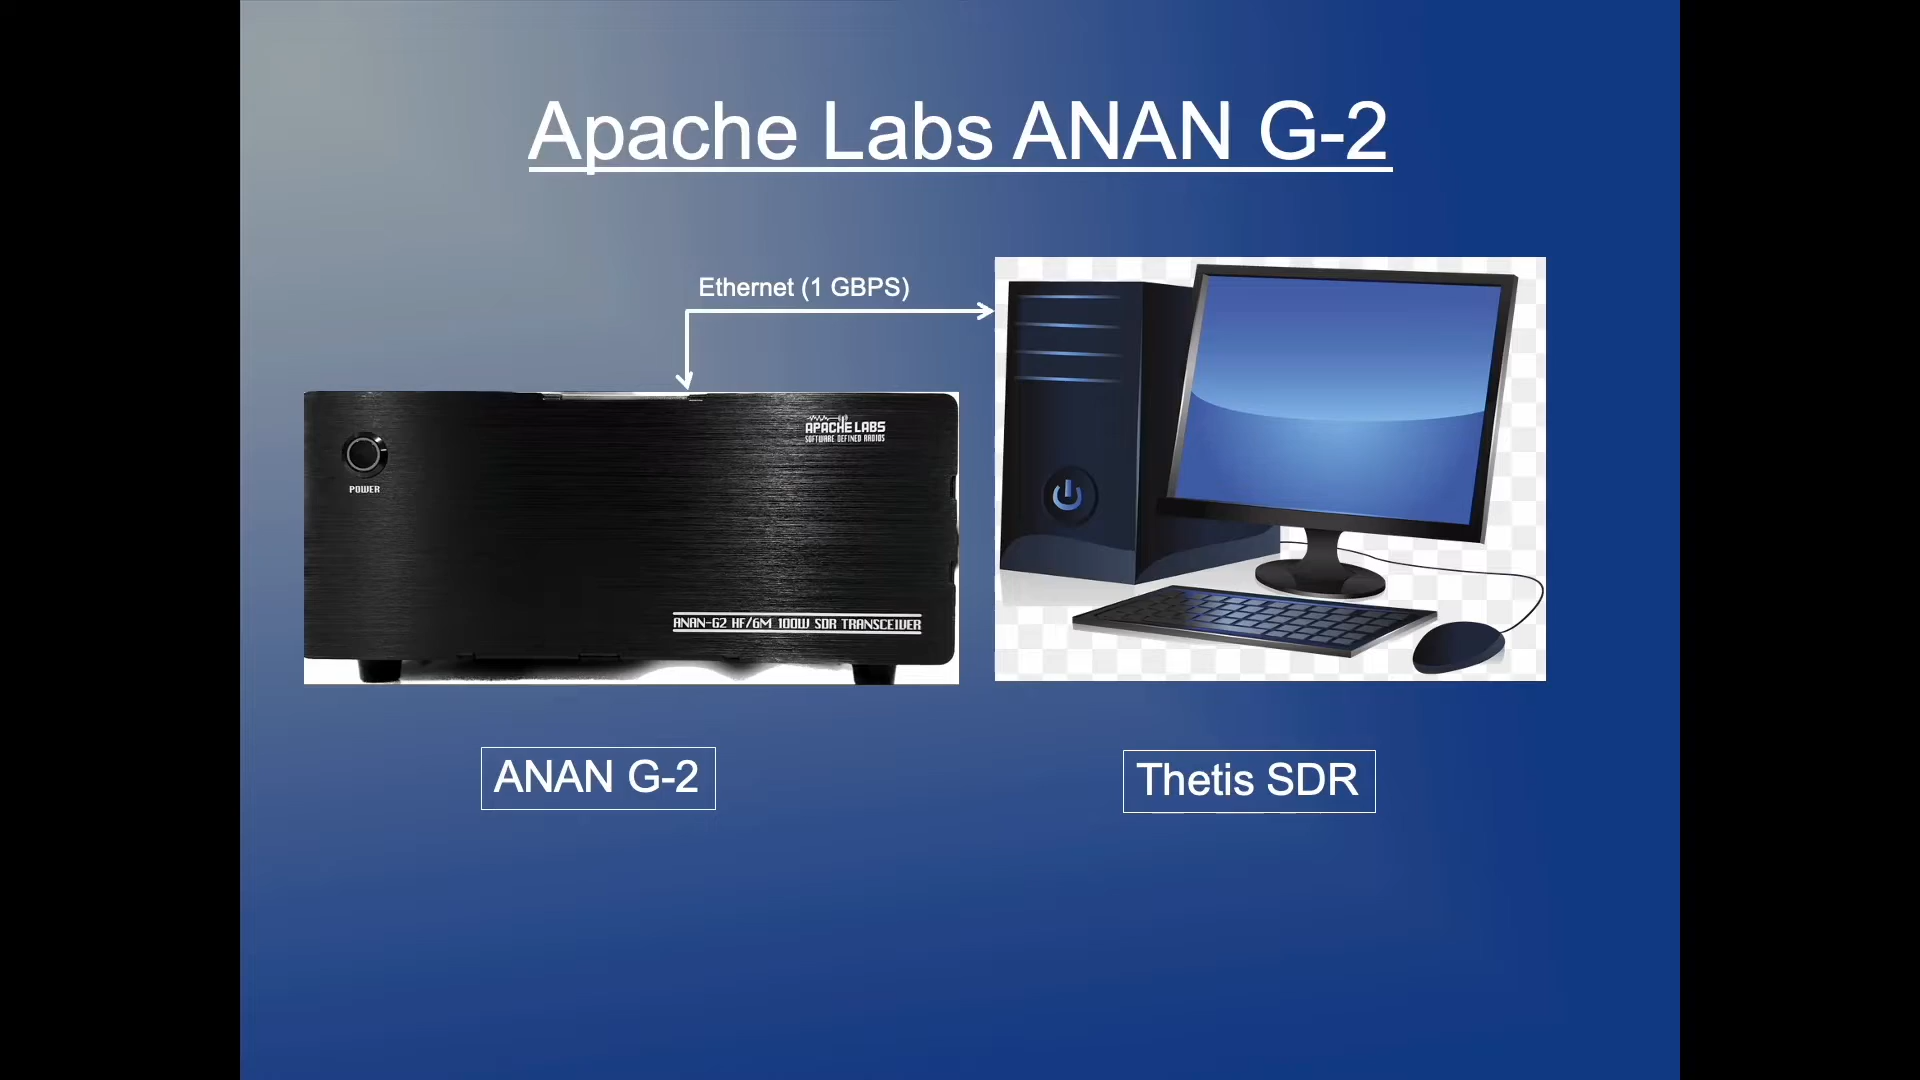 Apache Labs ANAN G-2
Ethernet (1 GBPS)
APACHE LABS
SOFTWARE DEFINED RADIOS
POWER
ANAN-G2 HF/6M 100W SDR TRANSCEIVER
ANAN G-2
Thetis SDR